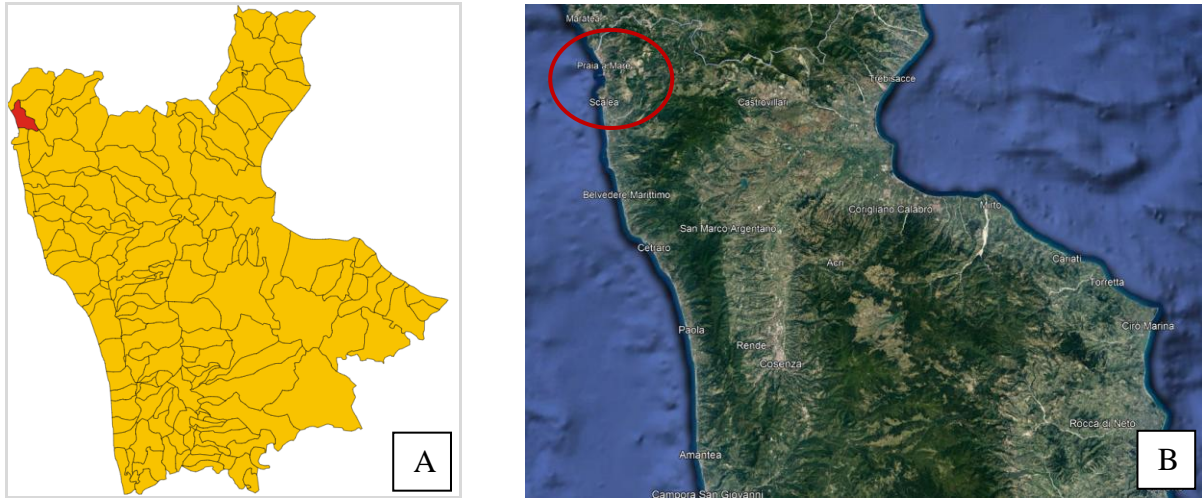 A
Maratea
Praia a Mare
Scalea
Trebisacce
Castrovillari
Belvedere Marittimo
Corigliano Calabro
Mirto
San Marco Argentano
Cetraro
Acri
Cariati
Torretta
Paola
Cirò Marina
Rende
Cosenza
Rocca di Neto
Amantea
Campora San Giovanni
B